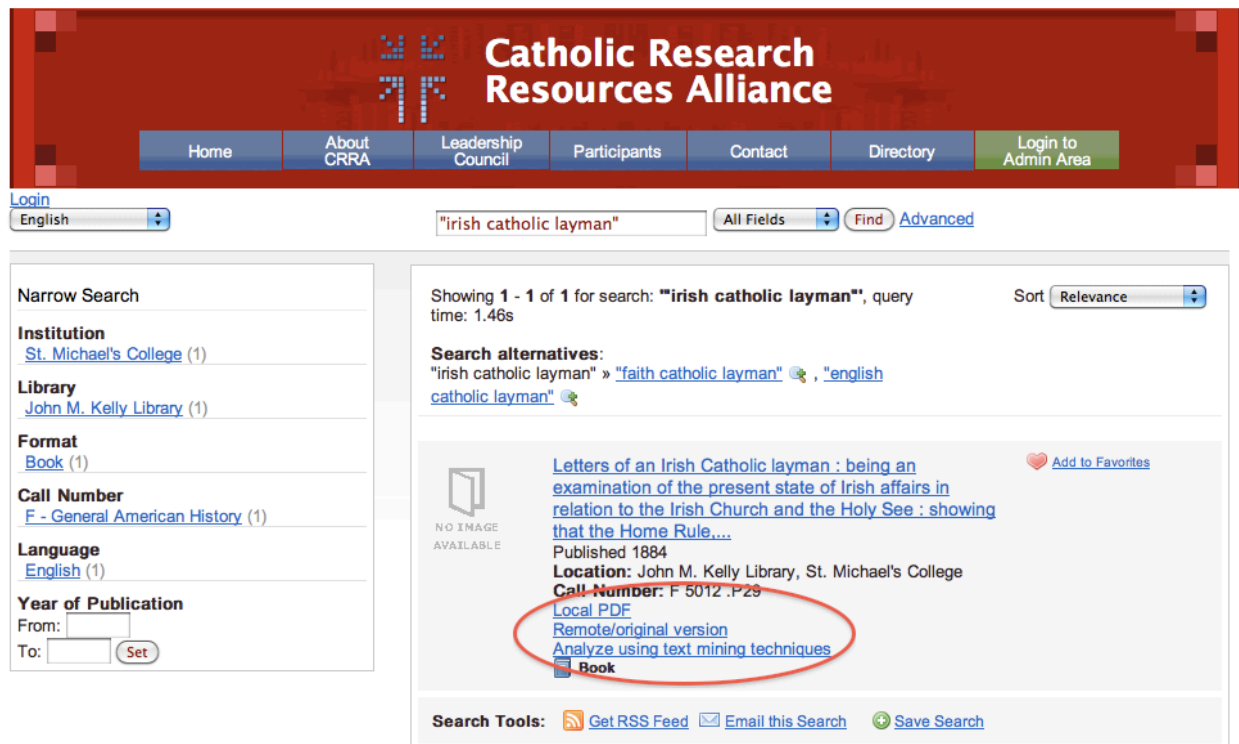 Catholic Research
Resources Alliance
Home
About
CRRA
Leadership
Council
Participants
Contact
Directory
Login to
Admin Area
Login
English
"irish catholic layman"
All Fields
Find
Advanced
Narrow Search
Institution
St. Michael's College (1)
Library
John M. Kelly Library (1)
Format
Book (1)
Call Number
F - General American History (1)
Language
English (1)
Year of Publication
From:
To:
Set
Showing 1 - 1 of 1 for search: '"irish catholic layman"', query
time: 1.46s
Sort Relevance
Search alternatives:
"irish catholic layman" » "faith catholic layman" , "english
catholic layman"
NO IMAGE
AVAILABLE
Letters of an Irish Catholic layman : being an
examination of the present state of Irish affairs in
relation to the Irish Church and the Holy See : showing
that the Home Rule,...
Published 1884
Location: John M. Kelly Library, St. Michael's College
Call Number: F 5012 .P29
Local PDF
Remote/original version
Analyze using text mining techniques
Book
Add to Favorites
Search Tools: Get RSS Feed Email this Search Save Search